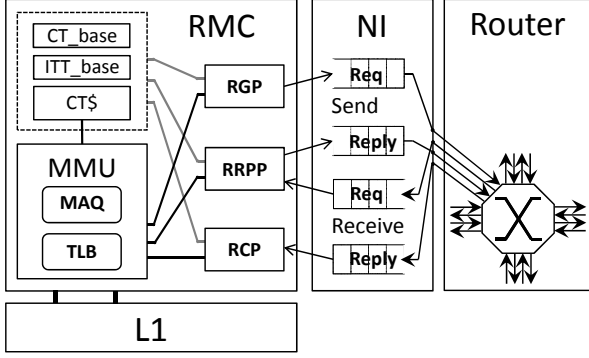 RMC
NI
Router
CT_base
ITT_base
CT$
RGP
Req
Send
MMU
RRPP
Reply
MAQ
Req
Receive
TLB
RCP
Reply
L1